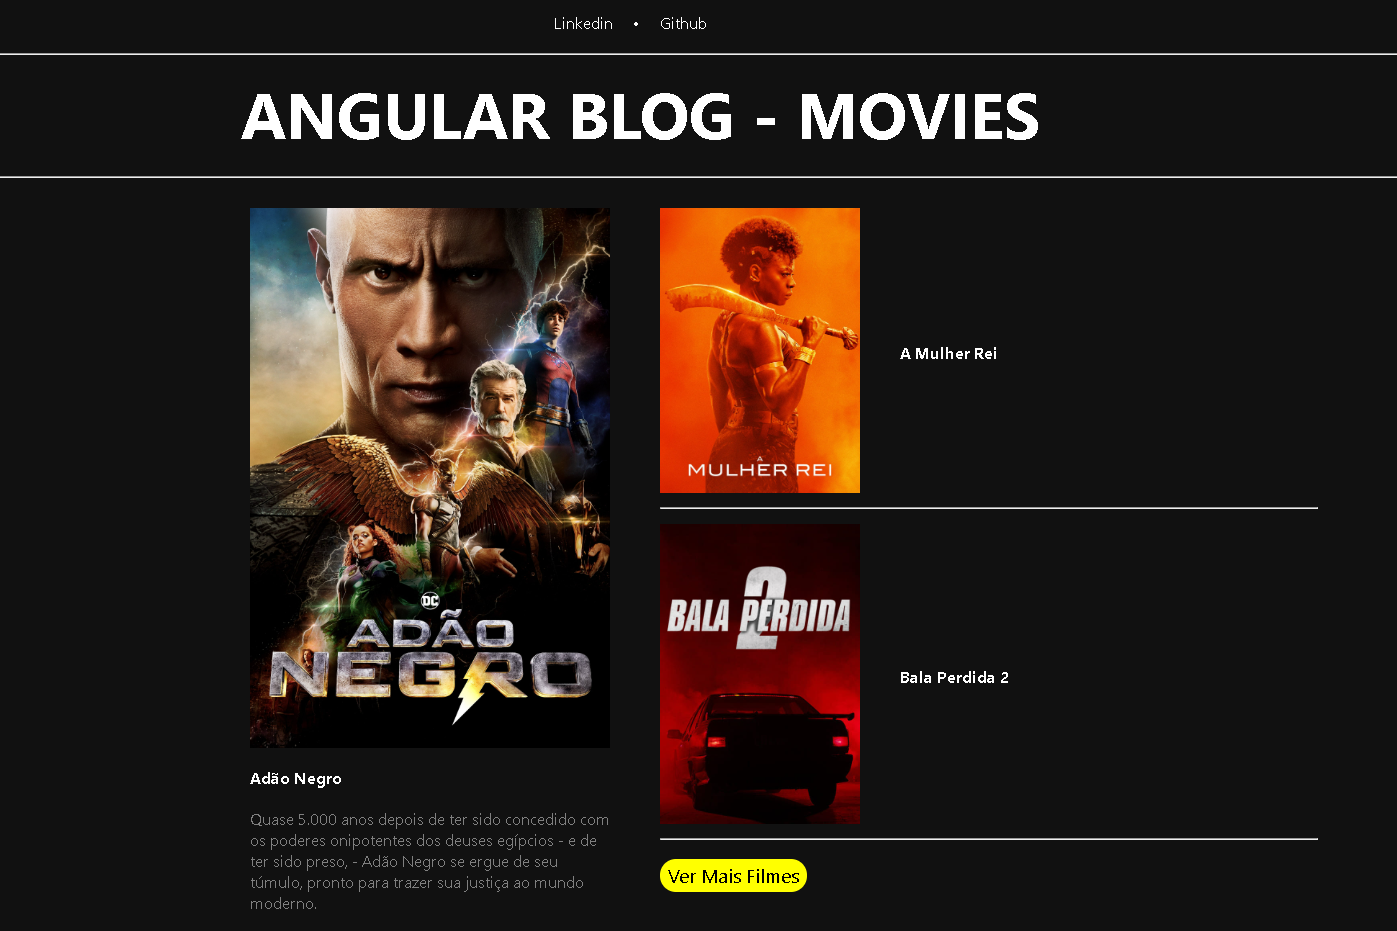 Linkedin • Github
ANGULAR BLOG - MOVIES
DC
ADÃO
NEGRO
Adão Negro
Quase 5.000 anos depois de ter sido concedido com
os poderes onipotentes dos deuses egípcios - e de
ter sido preso, - Adão Negro se ergue de seu
túmulo, pronto para trazer sua justiça ao mundo
moderno.
A
MULHER REI
A Mulher Rei
2
BALA PERDIDA
Bala Perdida 2
Ver Mais Filmes